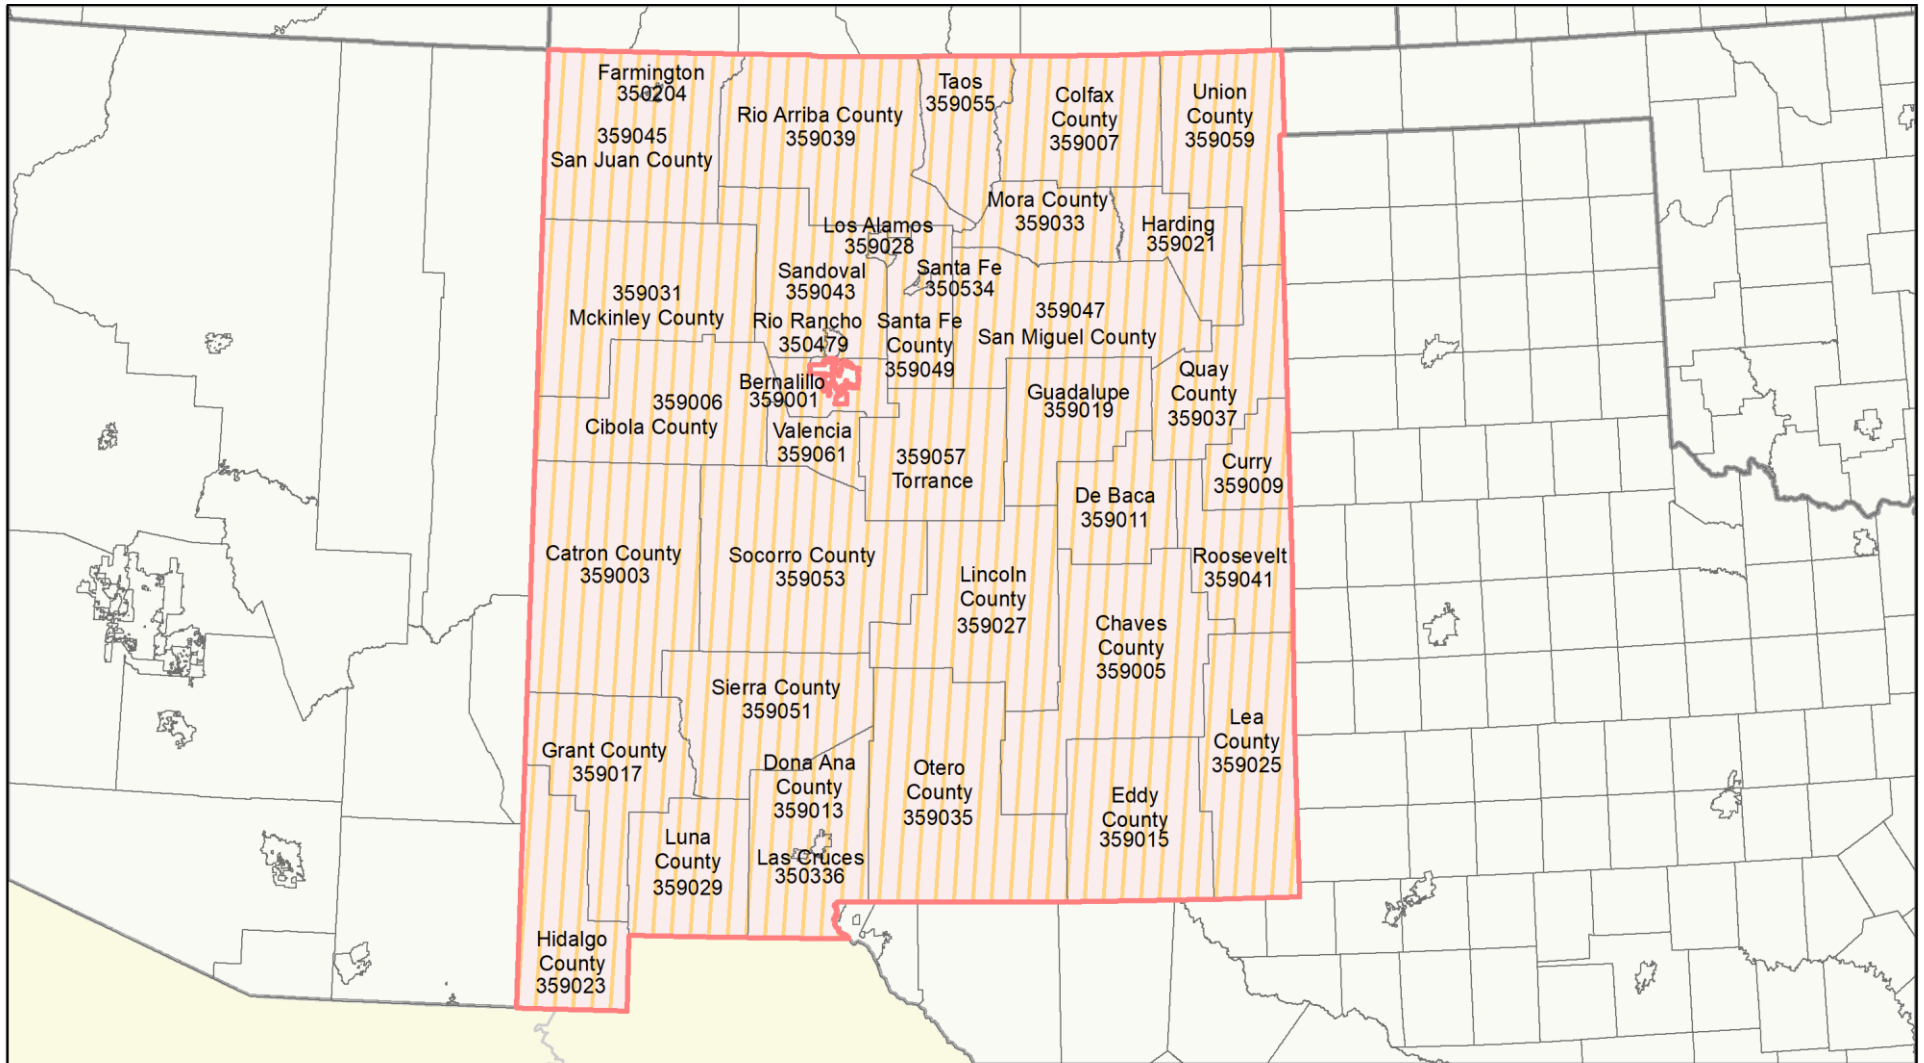 Farmington
350204
359045
San Juan County
Rio Arriba County
359039
Taos
359055
Colfax
County
359007
Union
County
359059
Mora County
359033
Harding
359021
Los Alamos
359028
Sandoval
359043
Santa Fe
350534
359031
Mckinley County
Rio Rancho
350479
Santa Fe
County
359049
359047
San Miguel County
Bernalillo
359001
359006
Cibola County
Valencia
359061
Guadalupe
359019
Quay
County
359037
359057
Torrance
Curry
359009
De Baca
359011
Catron County
359003
Socorro County
359053
Lincoln
County
359027
Roosevelt
359041
Chaves
County
359005
Sierra County
359051
Grant County
359017
Dona Ana
County
359013
Otero
County
359035
Lea
County
359025
Eddy
County
359015
Luna
County
359029
Las Cruces
350336
Hidalgo
County
359023